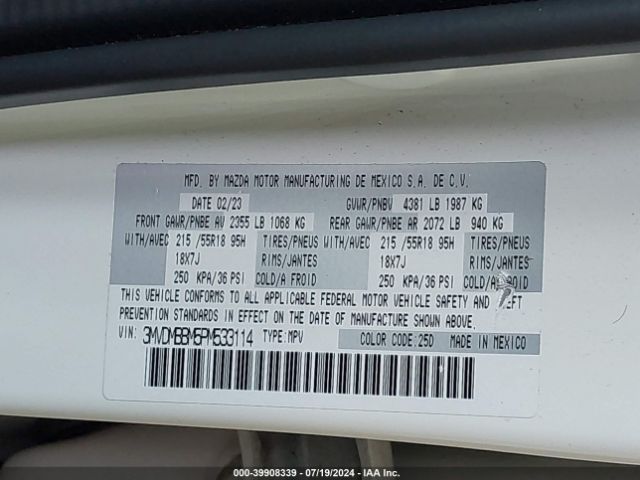 MFD. BY MAZDA MOTOR MANUFACTURING DE MEXICO S.A. DE C.V.
DATE 02/23 GVWR/PNBV 4381 LB 1987 KG
FRONT GAWR/PNBE AV 2355 LB 1068 KG REAR GAWR/PNBE AR 2072 LB 940 KG
WITH/AVEC 215 /55R18 95H TIRES/PNEUS WITH/AVEC 215 /55R18 95H TIRES/PNEUS
18X7J RIMS/JANTES 18X7J RIMS/JANTES
250 KPA/36 PSI COLD/A FROID 250 KPA/36 PSI COLD/A FROID
THIS VEHICLE CONFORMS TO ALL APPLICABLE FEDERAL MOTOR VEHICLE SAFETY AND THEFT
PREVENTION STANDARDS IN EFFECT ON THE DATE OF MANUFACTURE SHOWN ABOVE.
VIN: 3MVDMBBM5PM533114 TYPE:MPV COLOR CODE:25D MADE IN MEXICO
000-39908339 - 07/19/2024 - IAA Inc.